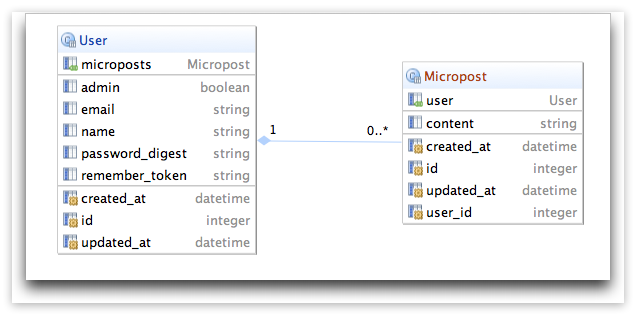 User
microposts Micropost
admin boolean
email string
name string
password_digest string
remember_token string
created_at datetime
id integer
updated_at datetime
1
0..*
Micropost
user User
content string
created_at datetime
id integer
updated_at datetime
user_id integer